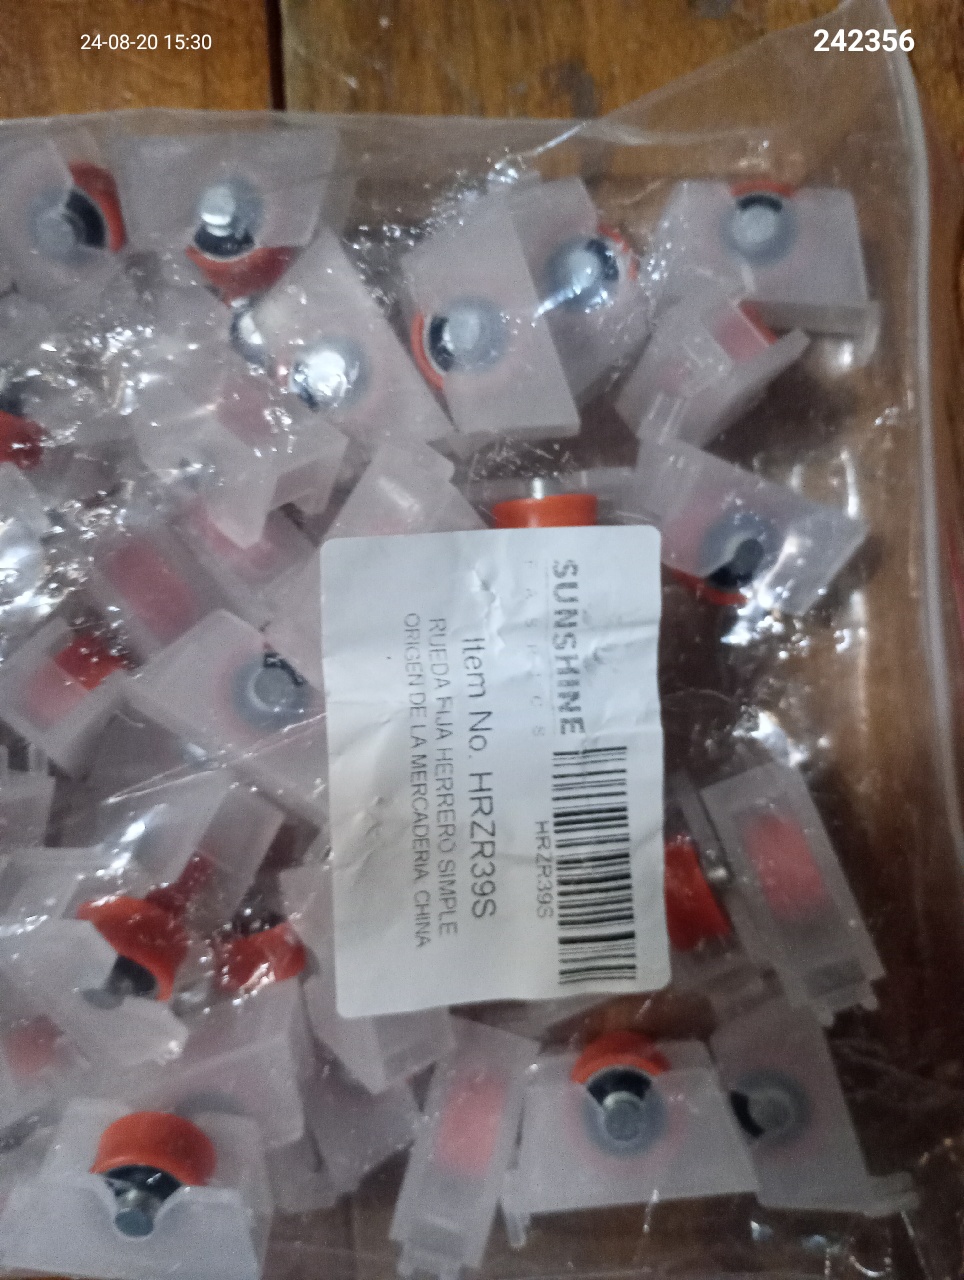 24-08-20 15:30
242356
SUNSHINE
HRZR39S
Item No. HRZR39S
RUEDA FIJA HERRERO SIMPLE
ORIGEN DE LA MERCADERIA CHINA